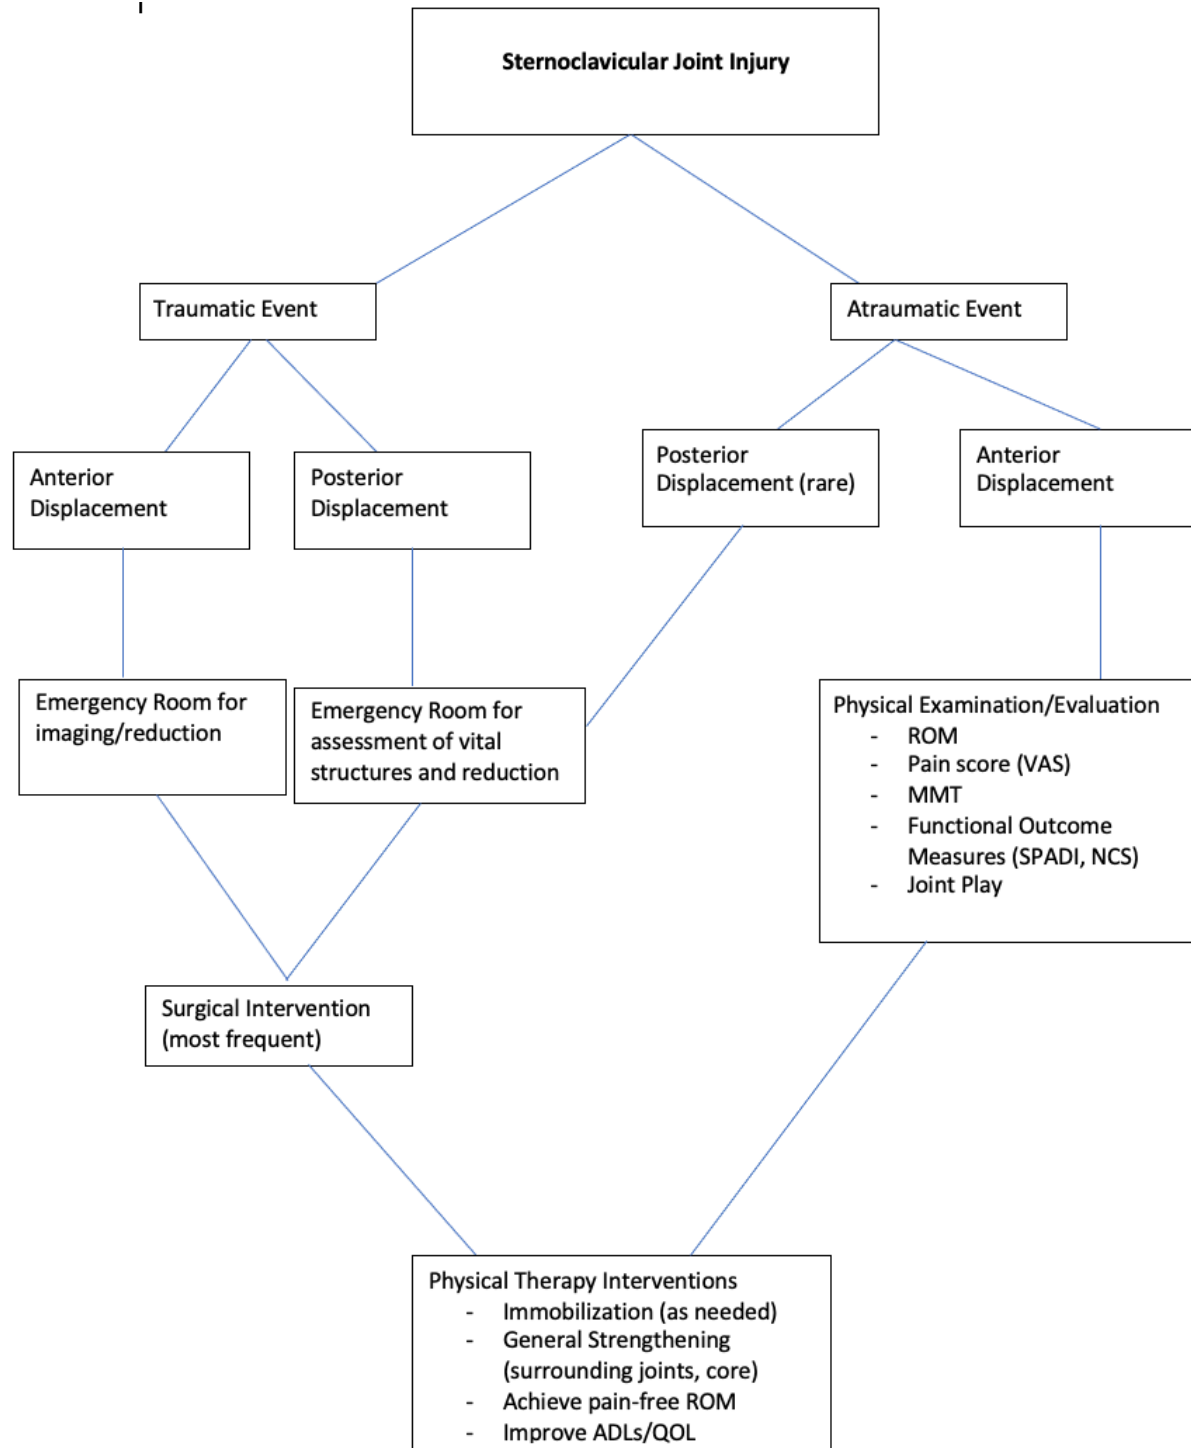 Sternoclavicular Joint Injury
Traumatic Event
Atraumatic Event
Anterior
Displacement
Posterior
Displacement
Posterior
Displacement (rare)
Anterior
Displacement
Emergency Room for
imaging/reduction
Emergency Room for
assessment of vital
structures and reduction
Physical Examination/Evaluation
- ROM
- Pain score (VAS)
- MMT
- Functional Outcome
Measures (SPADI, NCS)
- Joint Play
Surgical Intervention
(most frequent)
Physical Therapy Interventions
- Immobilization (as needed)
- General Strengthening
(surrounding joints, core)
- Achieve pain-free ROM
- Improve ADLs/QOL